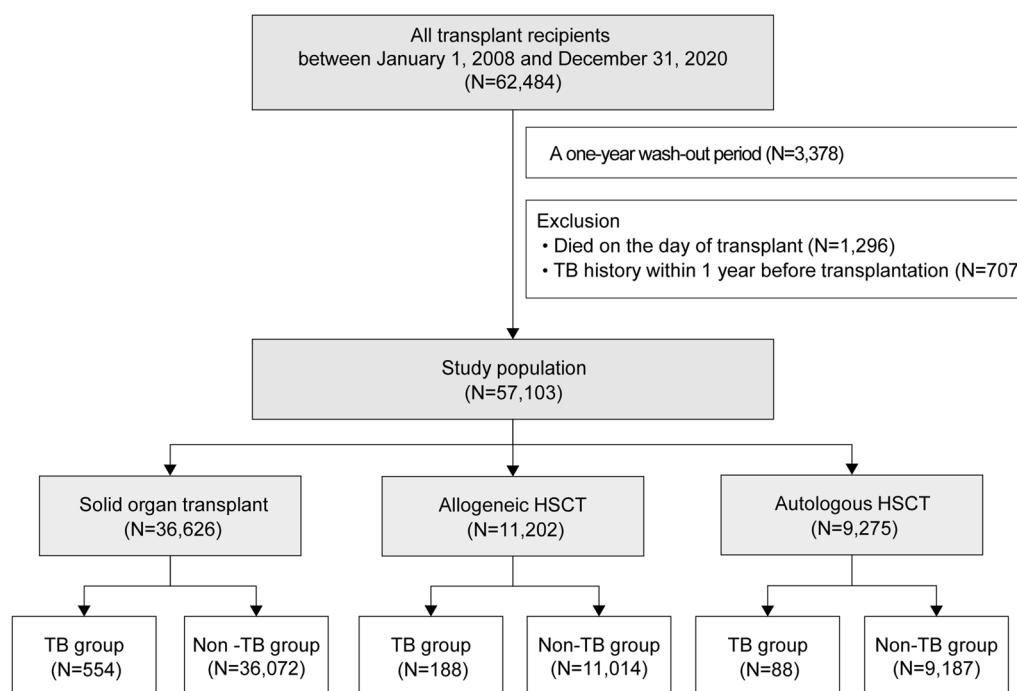 All transplant recipients
between January 1, 2008 and December 31, 2020
(N=62,484)
A one-year wash-out period (N=3,378)
Exclusion
• Died on the day of transplant (N=1,296)
• TB history within 1 year before transplantation (N=707
Study population
(N=57,103)
Solid organ transplant
(N=36,626)
Allogeneic HSCT
(N=11,202)
Autologous HSCT
(N=9,275)
TB group
(N=554)
Non -TB group
(N=36,072)
TB group
(N=188)
Non-TB group
(N=11,014)
TB group
(N=88)
Non-TB group
(N=9,187)